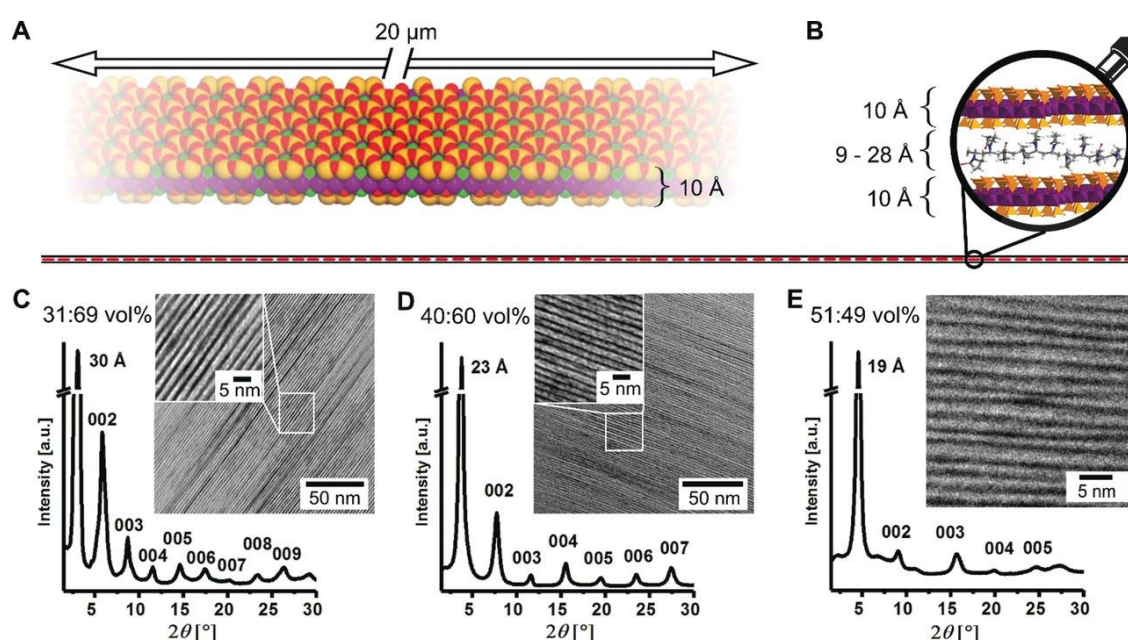 A
20 µm
10 Å
B
10 Å
9 - 28 Å
10 Å
C
31:69 vol%
30 Å
002
003
004
005
006
007
008
009
5 nm
50 nm
Intensity [a.u.]
5
10
15
20
25
30
2θ [°]
D
40:60 vol%
23 Å
002
003
004
005
006
007
5 nm
50 nm
Intensity [a.u.]
5
10
15
20
25
30
2θ [°]
E
51:49 vol%
19 Å
002
003
004
005
5 nm
Intensity [a.u.]
5
10
15
20
25
30
2θ [°]